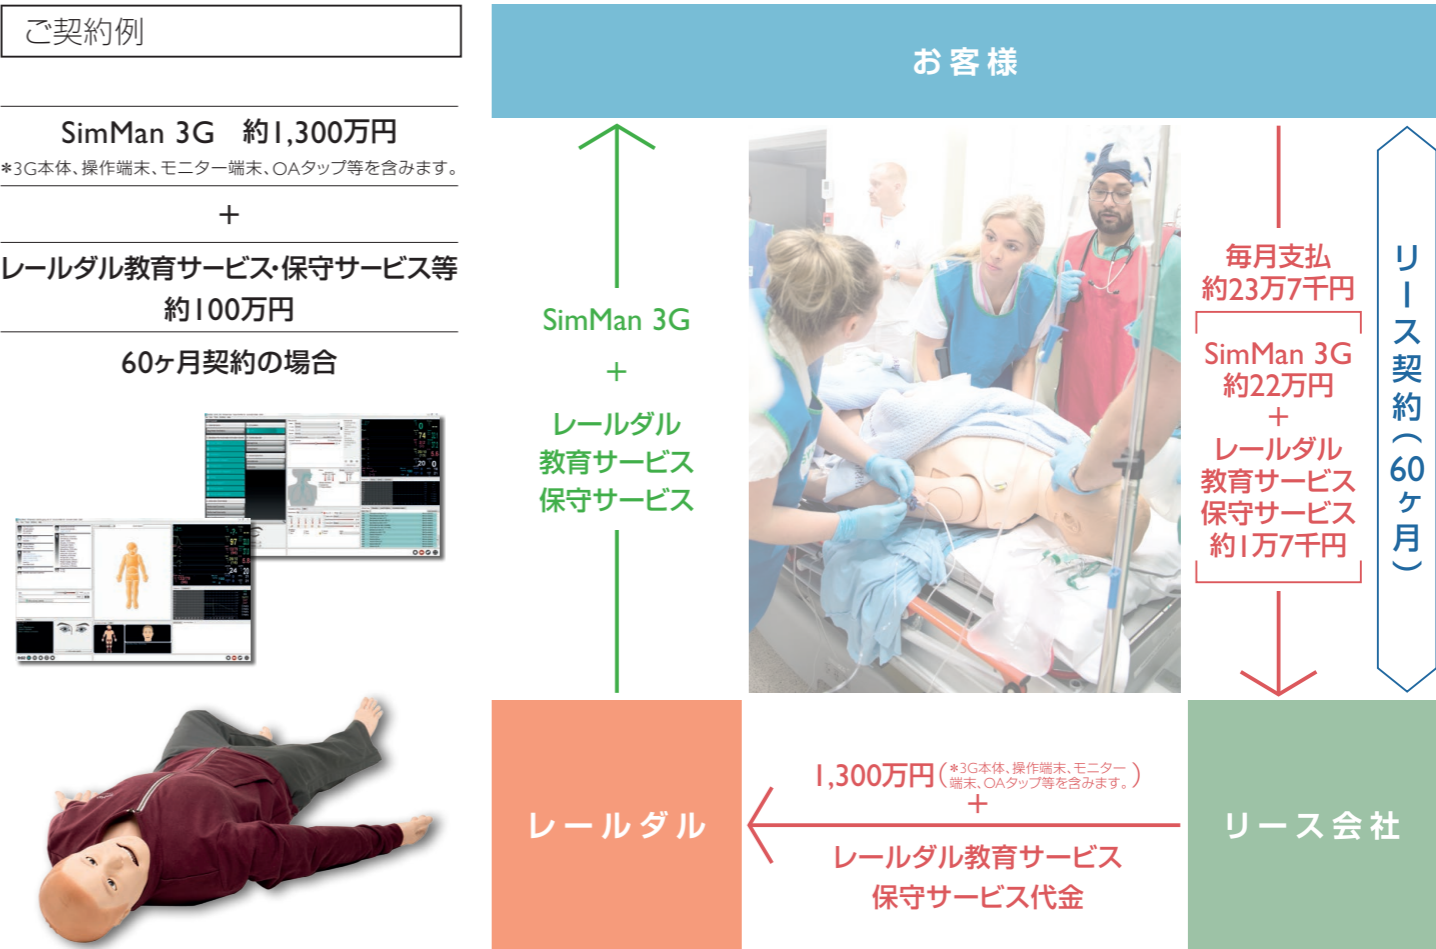 ご契約例
SimMan 3G 約1,300万円
*3G本体、操作端末、モニター端末、OAタップ等を含みます。
+
レールダル教育サービス・保守サービス等
約100万円
60ヶ月契約の場合
お客様
SimMan 3G
+
レールダル
教育サービス
保守サービス
毎月支払
約23万7千円
SimMan 3G
約22万円
+
レールダル
教育サービス
保守サービス
約1万7千円
リース契約(60ヶ月)
レールダル
1,300万円(*3G本体、操作端末、モニター
端末、OAタップ等を含みます。)
+
レールダル教育サービス
保守サービス代金
リース会社